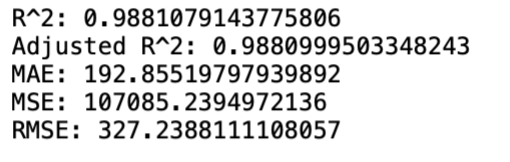 R^2: 0.9881079143775806
Adjusted R^2: 0.9880999503348243
MAE: 192.85519797939892
MSE: 107085.2394972136
RMSE: 327.2388111108057